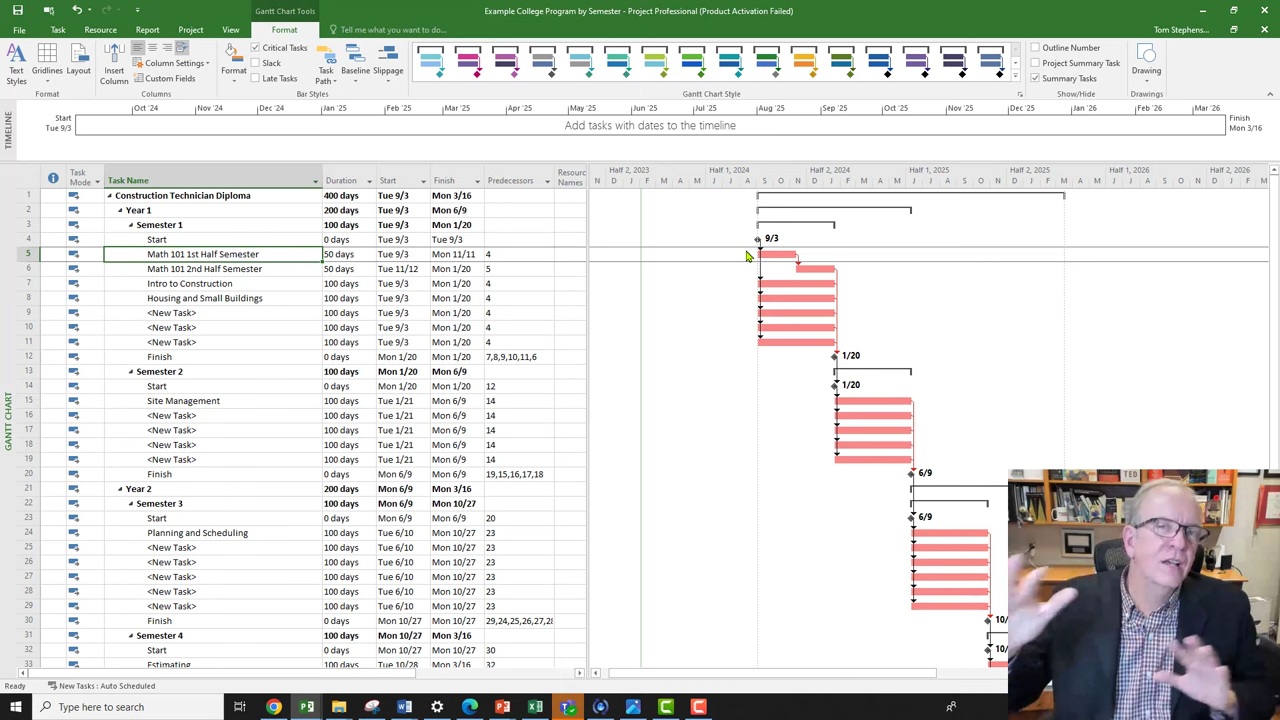 Gantt Chart Tools
Example College Program by Semester - Project Professional (Product Activation Failed)
File Task Resource Report Project View Format Tell me what you want to do... Tom Stephens...
Text Styles
Gridlines
Layout
Format
Insert Column
Column Settings
Custom Fields
Columns
Format
Critical Tasks
Slack
Late Tasks
Task Path
Baseline
Slippage
Bar Styles
Gantt Chart Style
Outline Number
Project Summary Task
Summary Tasks
Show/Hide
Drawing
Drawings
TIMELINE
Oct '24 Nov '24 Dec '24 Jan '25 Feb '25 Mar '25 Apr '25 May '25 Jun '25 Jul '25 Aug '25 Sep '25 Oct '25 Nov '25 Dec '25 Jan '26 Feb '26 Mar '26
Start
Tue 9/3
Add tasks with dates to the timeline
Finish
Mon 3/16
GANTT CHART
Task Mode Task Name Duration Start Finish Predecessors Resource Names
Half 2, 2023 Half 1, 2024 Half 2, 2024 Half 1, 2025 Half 2, 2025 Half 1, 2026 Half 2, 2026
N J M A M J J A S O N D J F M A M J J A S O N D J F M A M J J A S O N D J F M
1 Construction Technician Diploma 400 days Tue 9/3 Mon 3/16
2 Year 1 200 days Tue 9/3 Mon 6/9
3 Semester 1 100 days Tue 9/3 Mon 1/20
4 Start 0 days Tue 9/3 Tue 9/3 9/3
5 Math 101 1st Half Semester 50 days Tue 9/3 Mon 11/11 4
6 Math 101 2nd Half Semester 50 days Tue 11/12 Mon 1/20 5
7 Intro to Construction 100 days Tue 9/3 Mon 1/20 4
8 Housing and Small Buildings 100 days Tue 9/3 Mon 1/20 4
9 <New Task> 100 days Tue 9/3 Mon 1/20 4
10 <New Task> 100 days Tue 9/3 Mon 1/20 4
11 <New Task> 100 days Tue 9/3 Mon 1/20 4
12 Finish 0 days Mon 1/20 Mon 1/20 7,8,9,10,11,6 1/20
13 Semester 2 100 days Mon 1/20 Mon 6/9
14 Start 0 days Mon 1/20 Mon 1/20 12 1/20
15 Site Management 100 days Tue 1/21 Mon 6/9 14
16 <New Task> 100 days Tue 1/21 Mon 6/9 14
17 <New Task> 100 days Tue 1/21 Mon 6/9 14
18 <New Task> 100 days Tue 1/21 Mon 6/9 14
19 <New Task> 100 days Tue 1/21 Mon 6/9 14
20 Finish 0 days Mon 6/9 Mon 6/9 19,15,16,17,18 6/9
21 Year 2 200 days Mon 6/9 Mon 3/16
22 Semester 3 100 days Mon 6/9 Mon 10/27
23 Start 0 days Mon 6/9 Mon 6/9 20 6/9
24 Planning and Scheduling 100 days Tue 6/10 Mon 10/27 23
25 <New Task> 100 days Tue 6/10 Mon 10/27 23
26 <New Task> 100 days Tue 6/10 Mon 10/27 23
27 <New Task> 100 days Tue 6/10 Mon 10/27 23
28 <New Task> 100 days Tue 6/10 Mon 10/27 23
29 <New Task> 100 days Tue 6/10 Mon 10/27 23
30 Finish 0 days Mon 10/27 Mon 10/27 29,24,25,26,27,28 10/
31 Semester 4 100 days Mon 10/27 Mon 3/16
32 Start 0 days Mon 10/27 Mon 10/27 30 10/
33 Estimating 100 days Tue 10/28 Mon 3/16 32
TED
Ready New Tasks : Auto Scheduled
Type here to search